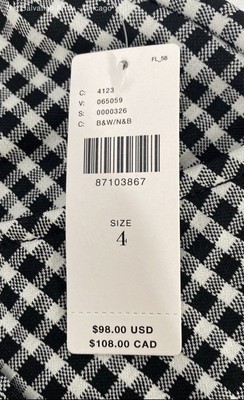 FL_58
C: 4123
V: 065059
S: 0000326
C: B&W/N&B
87103867
SIZE
4
$98.00 USD
$108.00 CAD